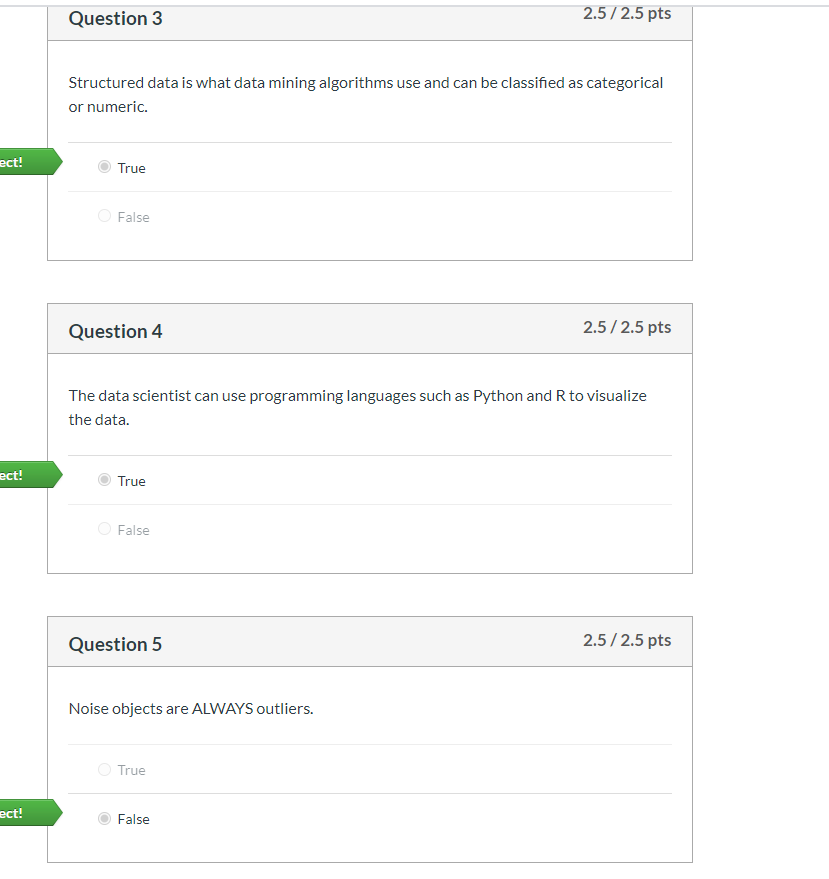 Question 3
2.5 / 2.5 pts
Structured data is what data mining algorithms use and can be classified as categorical
or numeric.
ect!
True
False
Question 4
2.5 / 2.5 pts
The data scientist can use programming languages such as Python and R to visualize
the data.
ect!
True
False
Question 5
2.5 / 2.5 pts
Noise objects are ALWAYS outliers.
True
ect!
False